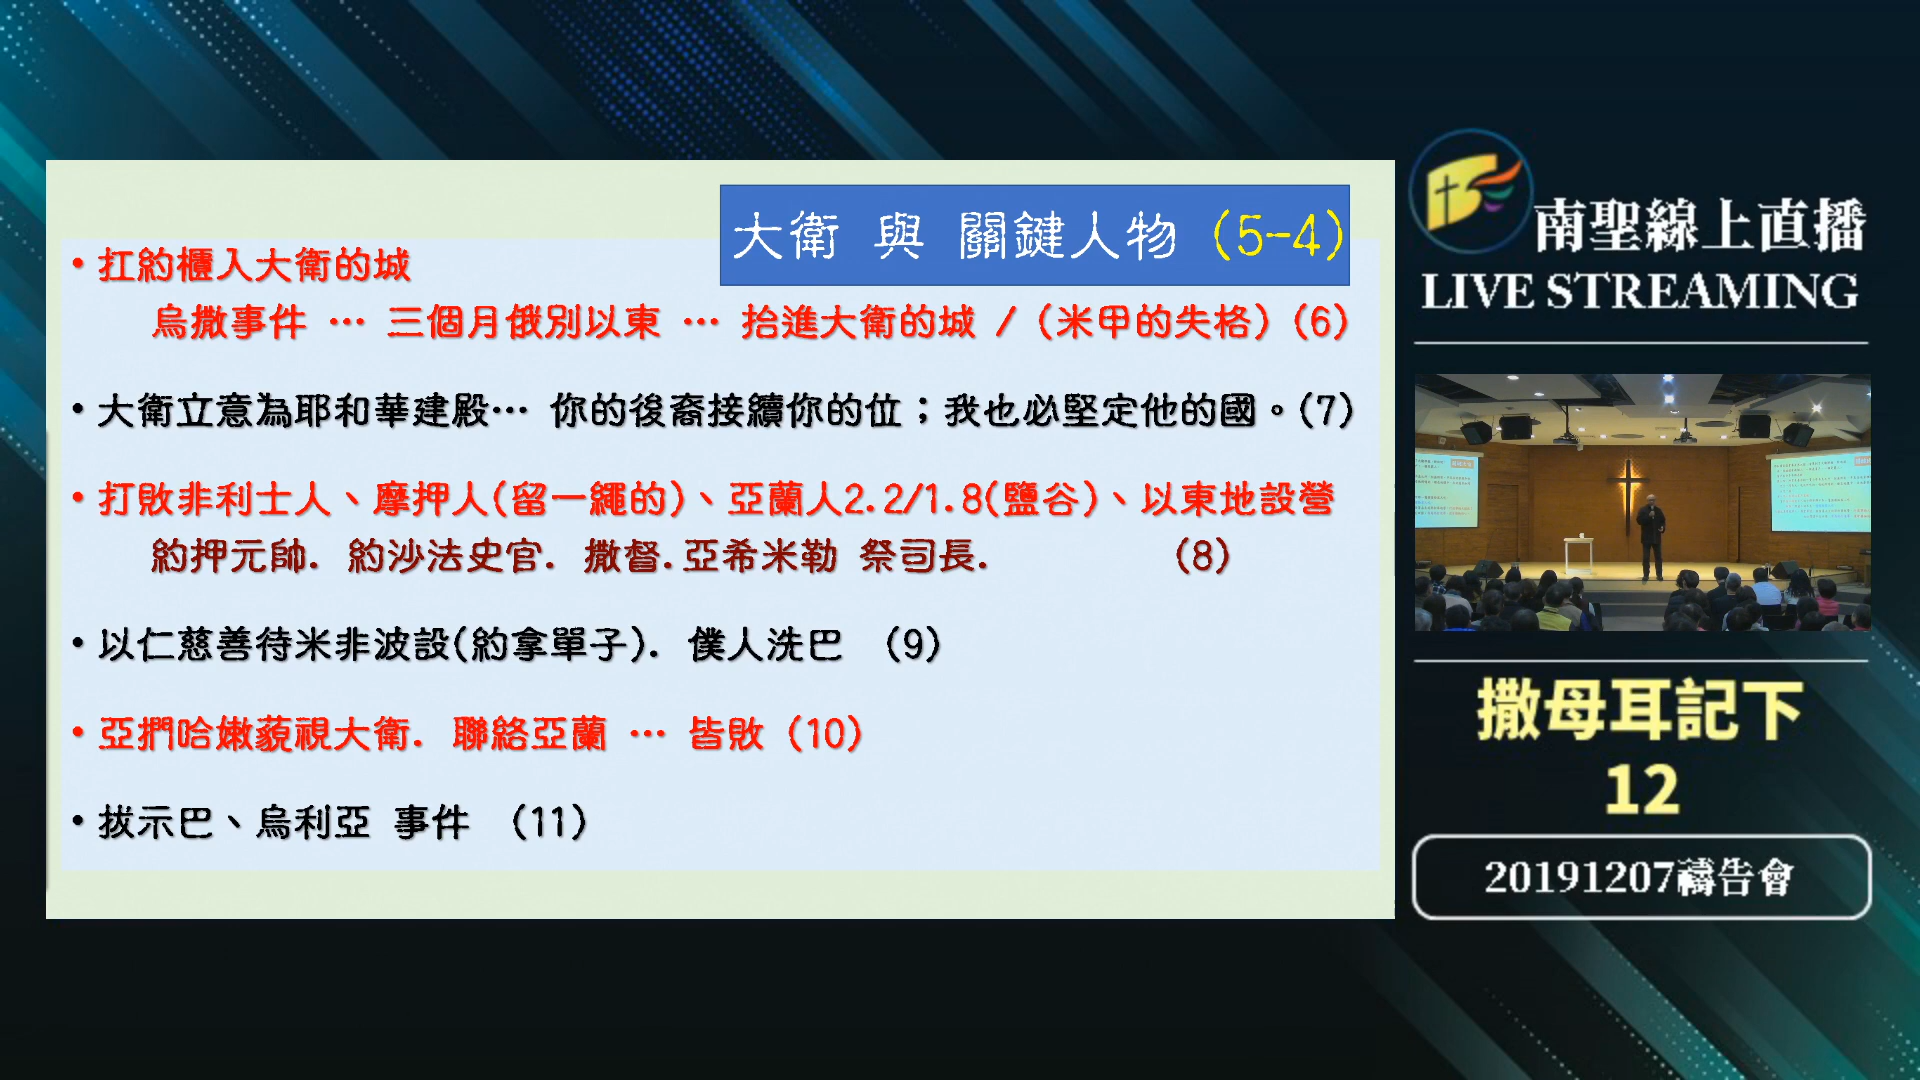 大衛 與 關鍵人物 (5-4)
• 扛約櫃入大衛的城
烏撒事件 … 三個月俄別以東 … 抬進大衛的城 / (米甲的失格) (6)
• 大衛立意為耶和華建殿… 你的後裔接續你的位；我也必堅定他的國。(7)
• 打敗非利士人、摩押人(留一繩的)、亞蘭人2.2/1.8(鹽谷)、以東地設營
約押元帥. 約沙法史官. 撒督.亞希米勒 祭司長. (8)
• 以仁慈善待米非波設(約拿單子). 僕人洗巴 (9)
• 亞捫哈嫩藐視大衛. 聯絡亞蘭 … 皆敗 (10)
• 拔示巴、烏利亞 事件 (11)
南聖線上直播
LIVE STREAMING
撒母耳記下
12
20191207禱告會